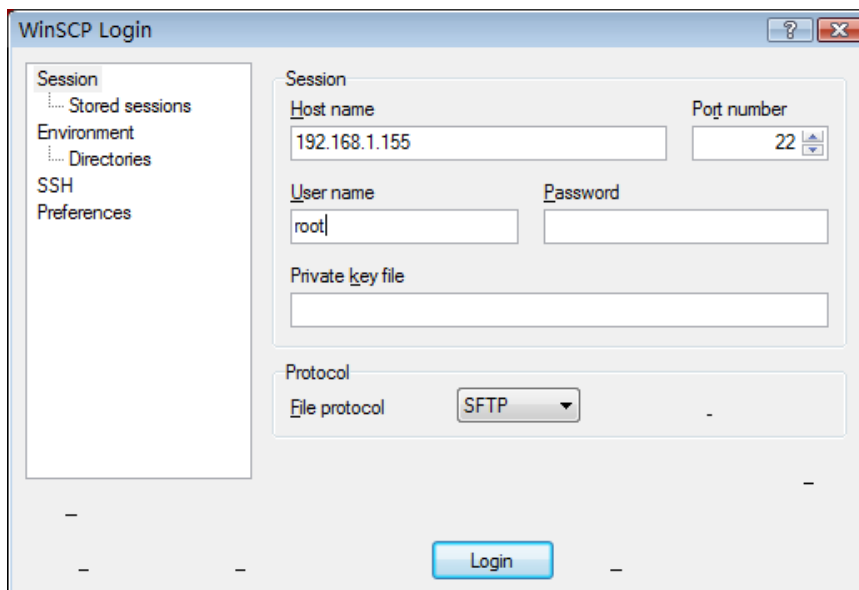 WinSCP Login
Session
Stored sessions
Environment
Directories
SSH
Preferences
Session
Host name
Port number
192.168.1.155
22
User name
Password
root
Private key file
Protocol
File protocol
SFTP
Login